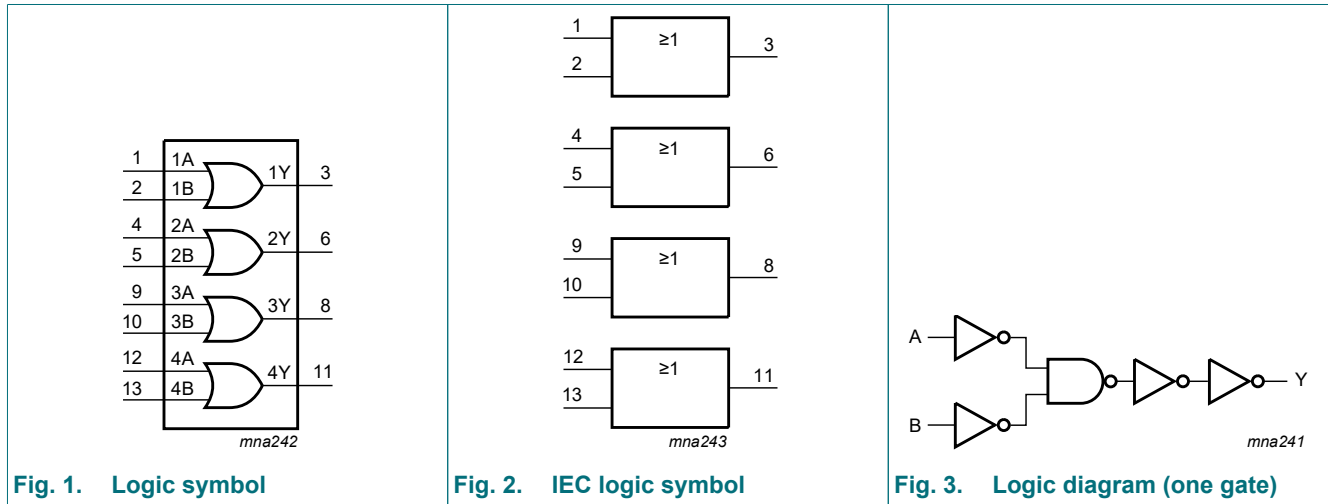 1 1A 1Y 3
2 1B
4 2A 2Y 6
5 2B
9 3A 3Y 8
10 3B
12 4A 4Y 11
13 4B
mna242
Fig. 1. Logic symbol
1 ≥1 3
2
4 ≥1 6
5
9 ≥1 8
10
12 ≥1 11
13
mna243
Fig. 2. IEC logic symbol
A
Y
B
mna241
Fig. 3. Logic diagram (one gate)